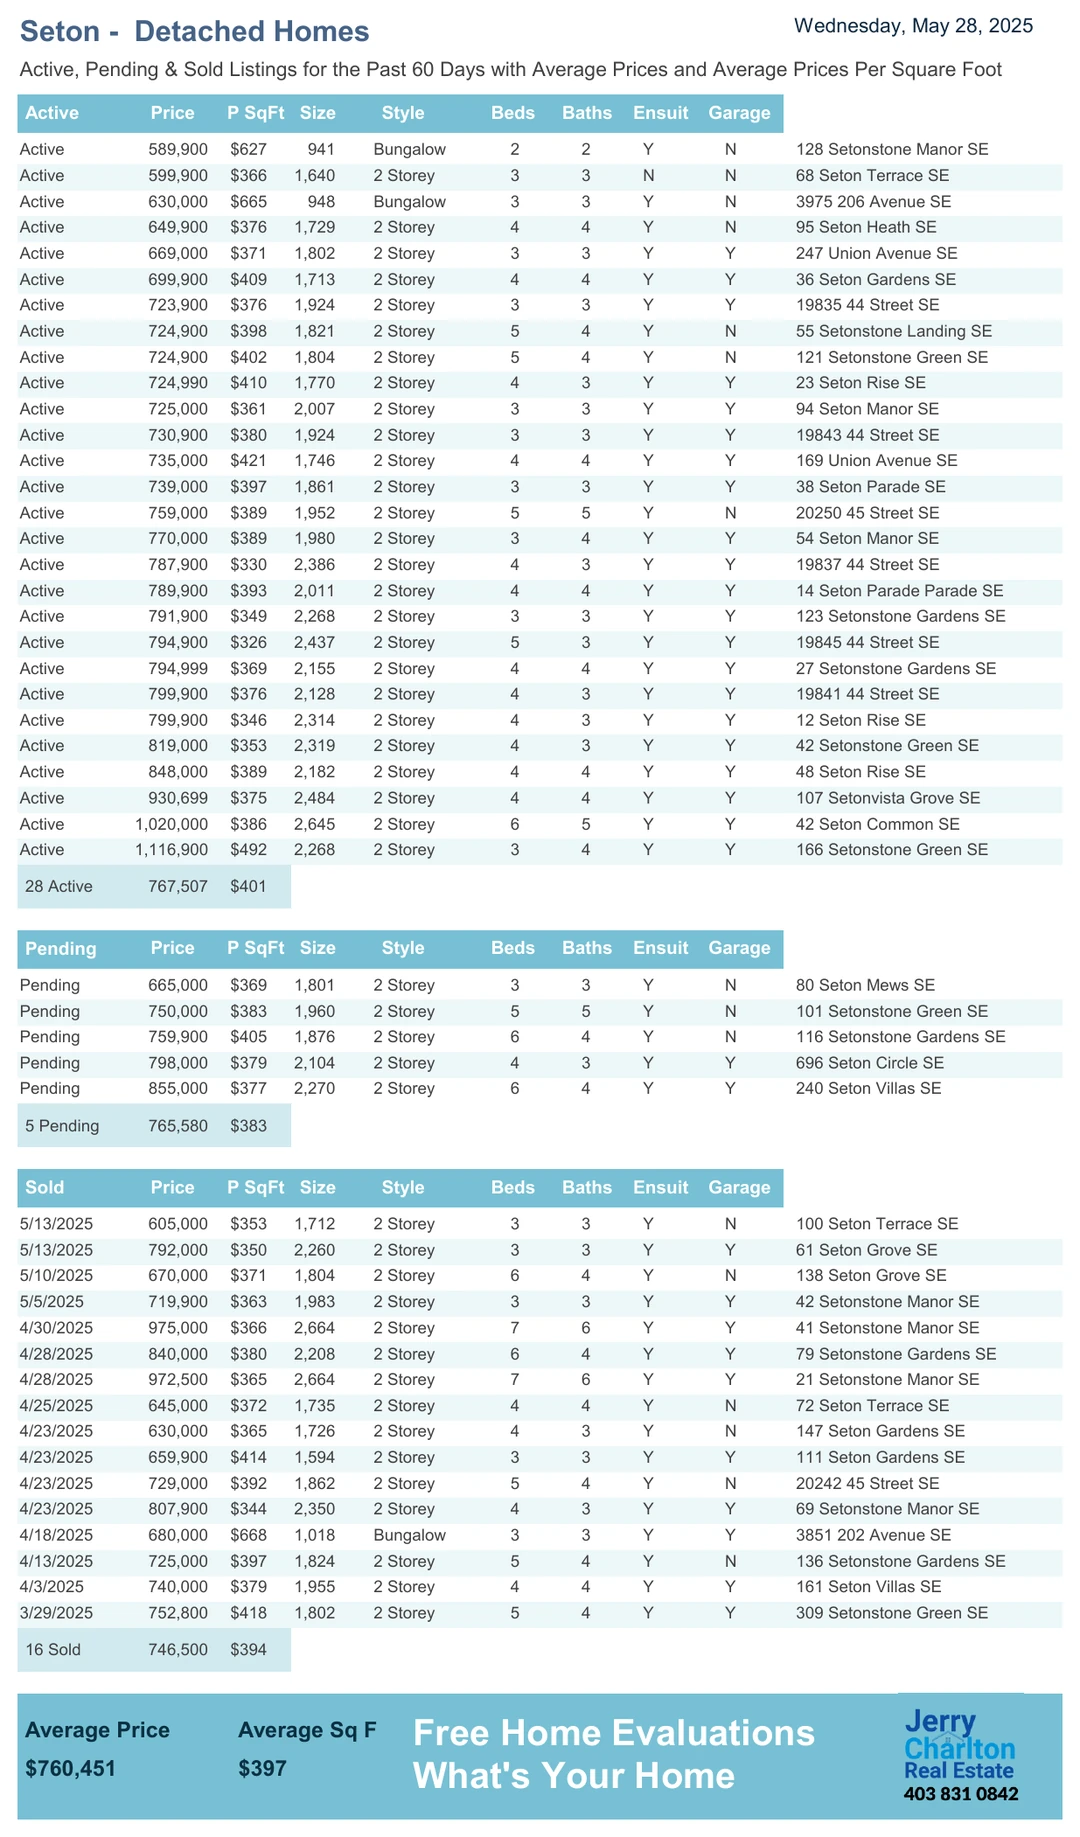 Seton -  Detached Homes
Wednesday, May 28, 2025
Active, Pending & Sold Listings for the Past 60 Days with Average Prices and Average Prices Per Square Foot
Active Price P SqFt Size Style Beds Baths Ensuit Garage
Active 589,900 $627 941 Bungalow 2 2 Y N 128 Setonstone Manor SE
Active 599,900 $366 1,640 2 Storey 3 3 N N 68 Seton Terrace SE
Active 630,000 $665 948 Bungalow 3 3 Y N 3975 206 Avenue SE
Active 649,900 $376 1,729 2 Storey 4 4 Y N 95 Seton Heath SE
Active 669,000 $371 1,802 2 Storey 3 3 Y Y 247 Union Avenue SE
Active 699,900 $409 1,713 2 Storey 4 4 Y Y 36 Seton Gardens SE
Active 723,900 $376 1,924 2 Storey 3 3 Y Y 19835 44 Street SE
Active 724,900 $398 1,821 2 Storey 5 4 Y N 55 Setonstone Landing SE
Active 724,900 $402 1,804 2 Storey 5 4 Y N 121 Setonstone Green SE
Active 724,990 $410 1,770 2 Storey 4 3 Y Y 23 Seton Rise SE
Active 725,000 $361 2,007 2 Storey 3 3 Y Y 94 Seton Manor SE
Active 730,900 $380 1,924 2 Storey 3 3 Y Y 19843 44 Street SE
Active 735,000 $421 1,746 2 Storey 4 4 Y Y 169 Union Avenue SE
Active 739,000 $397 1,861 2 Storey 3 3 Y Y 38 Seton Parade SE
Active 759,000 $389 1,952 2 Storey 5 5 Y N 20250 45 Street SE
Active 770,000 $389 1,980 2 Storey 3 4 Y Y 54 Seton Manor SE
Active 787,900 $330 2,386 2 Storey 4 3 Y Y 19837 44 Street SE
Active 789,900 $393 2,011 2 Storey 4 4 Y Y 14 Seton Parade Parade SE
Active 791,900 $349 2,268 2 Storey 3 3 Y Y 123 Setonstone Gardens SE
Active 794,900 $326 2,437 2 Storey 5 3 Y Y 19845 44 Street SE
Active 794,999 $369 2,155 2 Storey 4 4 Y Y 27 Setonstone Gardens SE
Active 799,900 $376 2,128 2 Storey 4 3 Y Y 19841 44 Street SE
Active 799,900 $346 2,314 2 Storey 4 3 Y Y 12 Seton Rise SE
Active 819,000 $353 2,319 2 Storey 4 3 Y Y 42 Setonstone Green SE
Active 848,000 $389 2,182 2 Storey 4 4 Y Y 48 Seton Rise SE
Active 930,699 $375 2,484 2 Storey 4 4 Y Y 107 Setonvista Grove SE
Active 1,020,000 $386 2,645 2 Storey 6 5 Y Y 42 Seton Common SE
Active 1,116,900 $492 2,268 2 Storey 3 4 Y Y 166 Setonstone Green SE
28 Active 767,507 $401
Pending Price P SqFt Size Style Beds Baths Ensuit Garage
Pending 665,000 $369 1,801 2 Storey 3 3 Y N 80 Seton Mews SE
Pending 750,000 $383 1,960 2 Storey 5 5 Y N 101 Setonstone Green SE
Pending 759,900 $405 1,876 2 Storey 6 4 Y N 116 Setonstone Gardens SE
Pending 798,000 $379 2,104 2 Storey 4 3 Y Y 696 Seton Circle SE
Pending 855,000 $377 2,270 2 Storey 6 4 Y Y 240 Seton Villas SE
5 Pending 765,580 $383
Sold Price P SqFt Size Style Beds Baths Ensuit Garage
5/13/2025 605,000 $353 1,712 2 Storey 3 3 Y N 100 Seton Terrace SE
5/13/2025 792,000 $350 2,260 2 Storey 3 3 Y Y 61 Seton Grove SE
5/10/2025 670,000 $371 1,804 2 Storey 6 4 Y N 138 Seton Grove SE
5/5/2025 719,900 $363 1,983 2 Storey 3 3 Y Y 42 Setonstone Manor SE
4/30/2025 975,000 $366 2,664 2 Storey 7 6 Y Y 41 Setonstone Manor SE
4/28/2025 840,000 $380 2,208 2 Storey 6 4 Y Y 79 Setonstone Gardens SE
4/28/2025 972,500 $365 2,664 2 Storey 7 6 Y Y 21 Setonstone Manor SE
4/25/2025 645,000 $372 1,735 2 Storey 4 4 Y N 72 Seton Terrace SE
4/23/2025 630,000 $365 1,726 2 Storey 4 3 Y N 147 Seton Gardens SE
4/23/2025 659,900 $414 1,594 2 Storey 3 3 Y Y 111 Seton Gardens SE
4/23/2025 729,000 $392 1,862 2 Storey 5 4 Y N 20242 45 Street SE
4/23/2025 807,900 $344 2,350 2 Storey 4 3 Y Y 69 Setonstone Manor SE
4/18/2025 680,000 $668 1,018 Bungalow 3 3 Y Y 3851 202 Avenue SE
4/13/2025 725,000 $397 1,824 2 Storey 5 4 Y N 136 Setonstone Gardens SE
4/3/2025 740,000 $379 1,955 2 Storey 4 4 Y Y 161 Seton Villas SE
3/29/2025 752,800 $418 1,802 2 Storey 5 4 Y Y 309 Setonstone Green SE
16 Sold 746,500 $394
Average Price Average Sq F
$760,451 $397
Free Home Evaluations
What's Your Home
Jerry
Charlton
Real Estate
403 831 0842